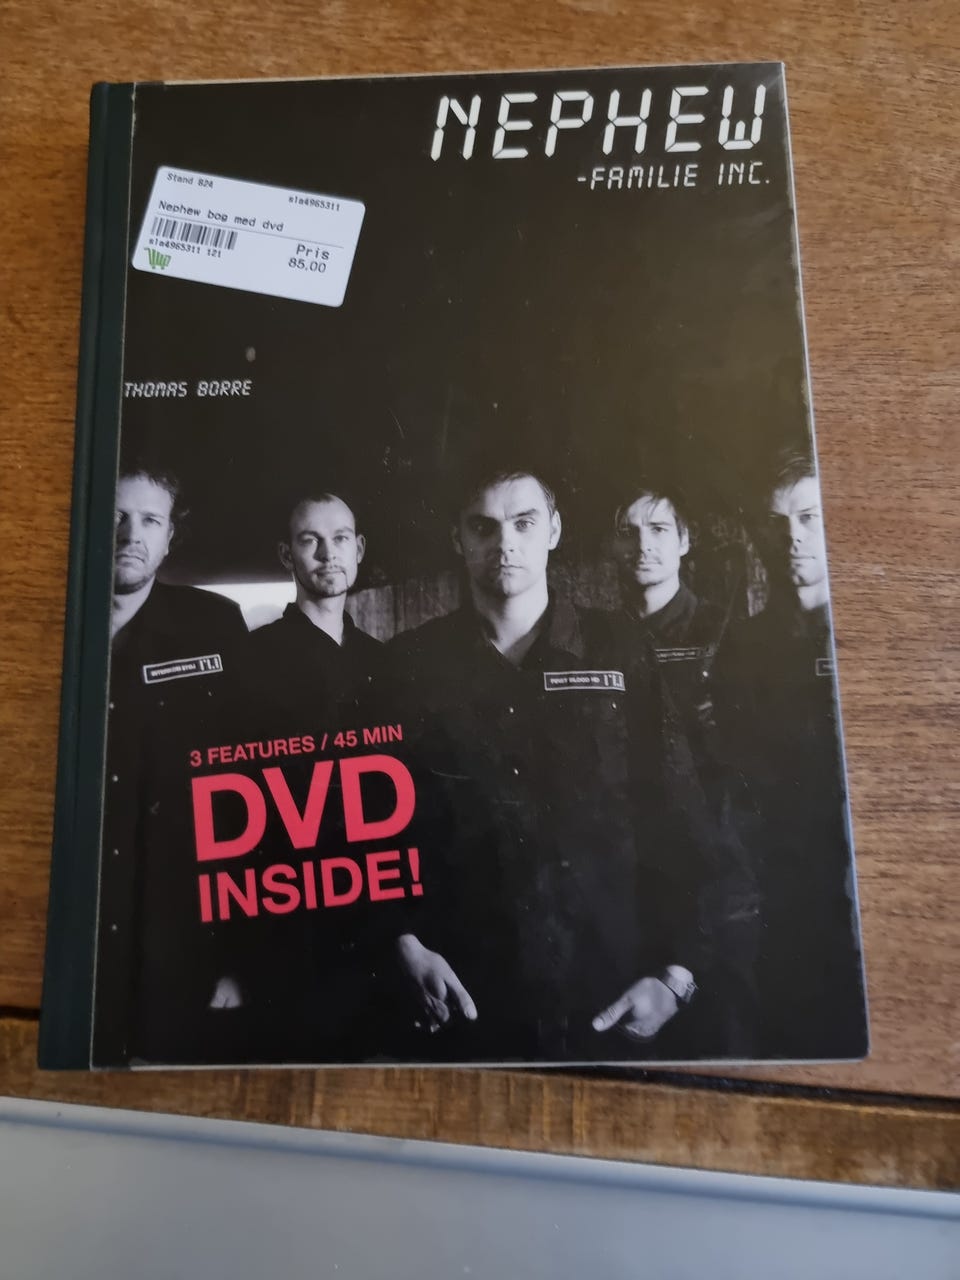 NEPHEW
-FAMILIE INC.
Stand 824
sla4965311
Nephew bog med dvd
Pris
85.00
sla4965311 121
THOMAS BORRE
3 FEATURES / 45 MIN
DVD
INSIDE!